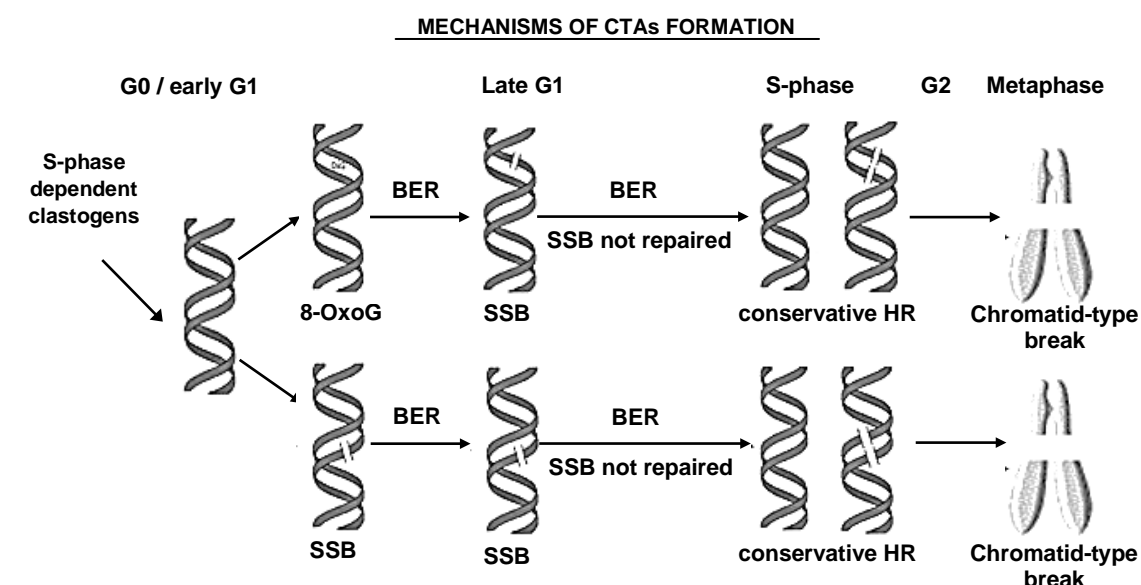 MECHANISMS OF CTAs FORMATION
G0 / early G1
Late G1
S-phase
G2
Metaphase
S-phase
dependent
clastogens
BER
BER
SSB not repaired
8-OxoG
SSB
conservative HR
Chromatid-type
break
BER
BER
SSB not repaired
SSB
SSB
conservative HR
Chromatid-type
break